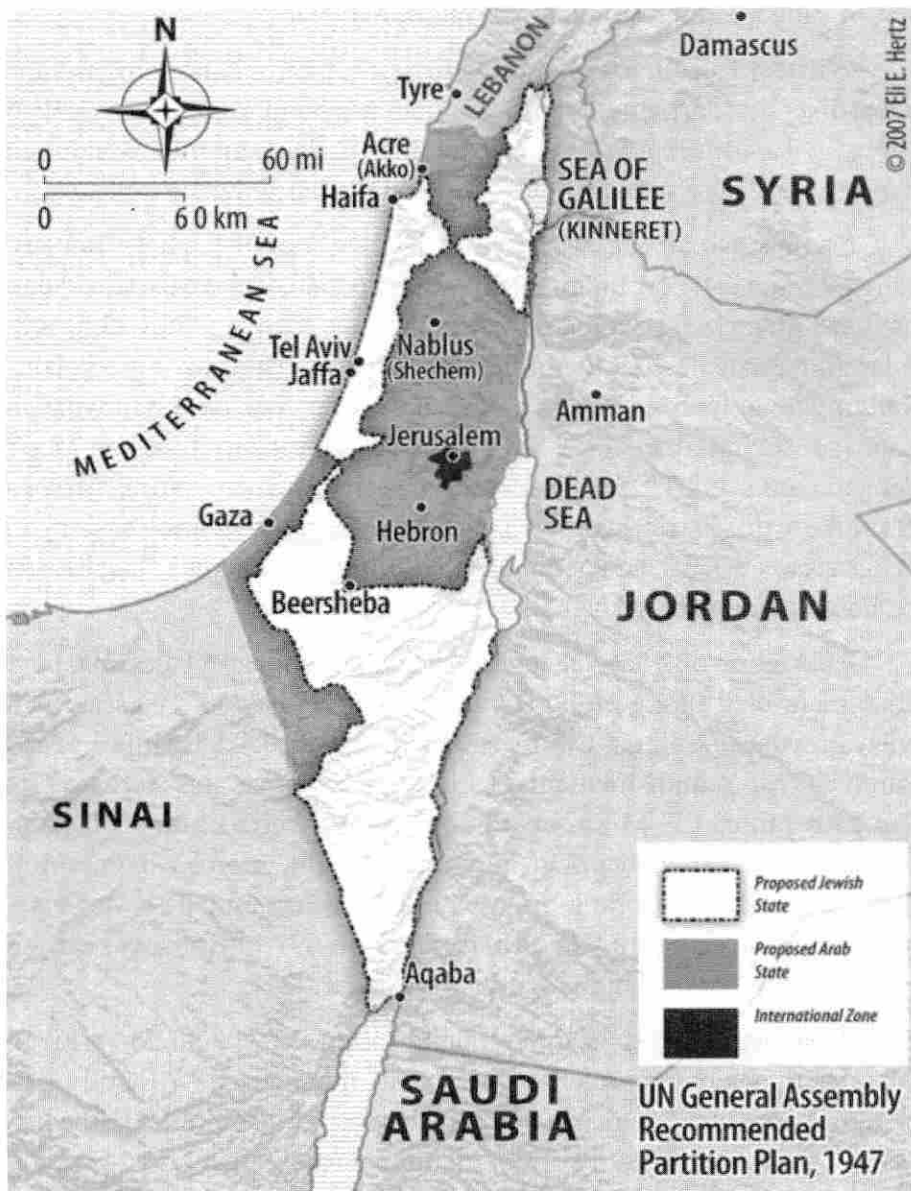 N
0 60 mi
0 60 km
© 2007 Eli E. Hertz
Damascus
LEBANON
Tyre
Acre
(Akko)
Haifa
SEA OF
GALILEE
(KINNERET)
SYRIA
MEDITERRANEAN SEA
Tel Aviv
Jaffa
Nablus
(Shechem)
Amman
Jerusalem
DEAD
SEA
Gaza
Hebron
Beersheba
JORDAN
SINAI
Aqaba
SAUDI
ARABIA
Proposed Jewish
State
Proposed Arab
State
International Zone
UN General Assembly
Recommended
Partition Plan, 1947